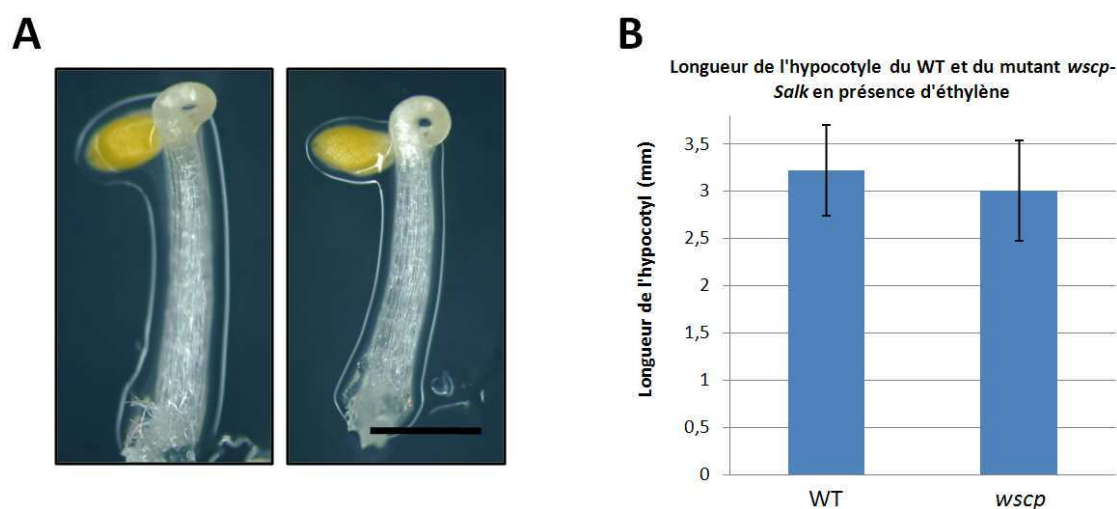 A
B
Longueur de l'hypocotyle du WT et du mutant wscp-
Salk en présence d'éthylène
Longueur de l'hypocotyl (mm)
3,5
3
2,5
2
1,5
1
0,5
0
WT
wscp